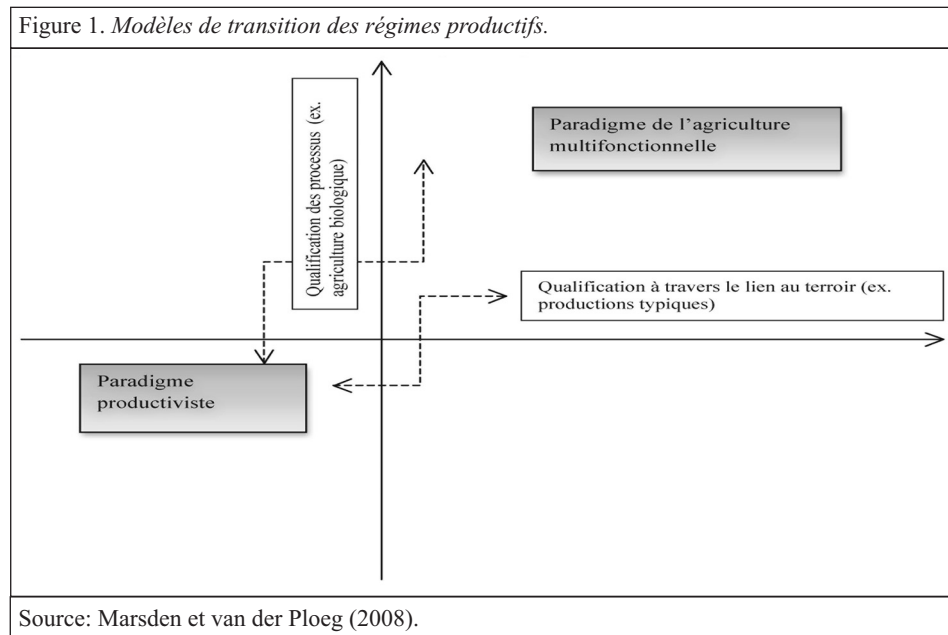 Figure 1. Modèles de transition des régimes productifs.
Qualification des processus (ex.
agriculture biologique)
Paradigme de l'agriculture
multifonctionnelle
Qualification à travers le lien au terroir (ex.
productions typiques)
Paradigme
productiviste
Source: Marsden et van der Ploeg (2008).